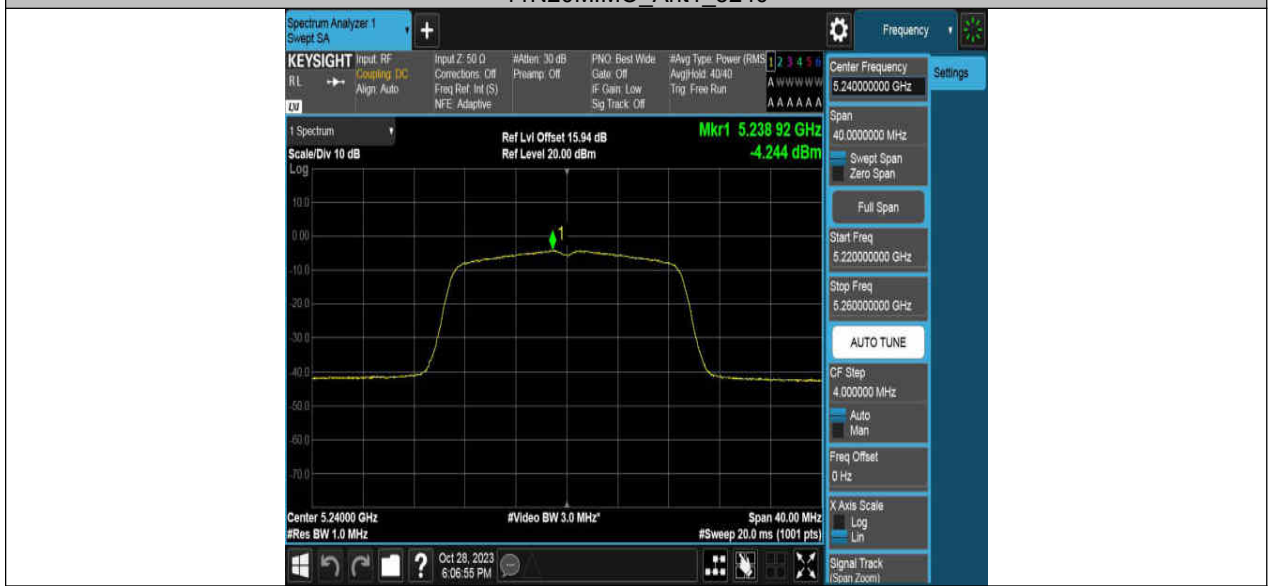 Spectrum Analyzer 1
Swept SA
+
Frequency
KEYSIGHT
RL
LXI
Input: RF
Coupling: DC
Align: Auto
Input Z: 50 Ω
Corrections: Off
Freq Ref: Int (S)
NFE: Adaptive
#Atten: 30 dB
Preamp: Off
PNO: Best Wide
Gate: Off
IF Gain: Low
Sig Track: Off
#Avg Type: Power (RMS
Avg|Hold: 40/40
Trig: Free Run
1 2 3 4 5 6
A W W W W W
A A A A A A
Center Frequency
5.240000000 GHz
Settings
Span
40.0000000 MHz
Swept Span
Zero Span
Full Span
Start Freq
5.220000000 GHz
Stop Freq
5.260000000 GHz
AUTO TUNE
CF Step
4.000000 MHz
Auto
Man
Freq Offset
0 Hz
X Axis Scale
Log
Lin
Signal Track
(Span Zoom)
1 Spectrum
Scale/Div 10 dB
Ref Lvl Offset 15.94 dB
Ref Level 20.00 dBm
Mkr1 5.238 92 GHz
-4.244 dBm
Log
10.0
0.00
-10.0
-20.0
-30.0
-40.0
-50.0
-60.0
-70.0
1
Center 5.24000 GHz
#Video BW 3.0 MHz*
Span 40.00 MHz
#Res BW 1.0 MHz
#Sweep 20.0 ms (1001 pts)
?
Oct 28, 2023
6:06:55 PM